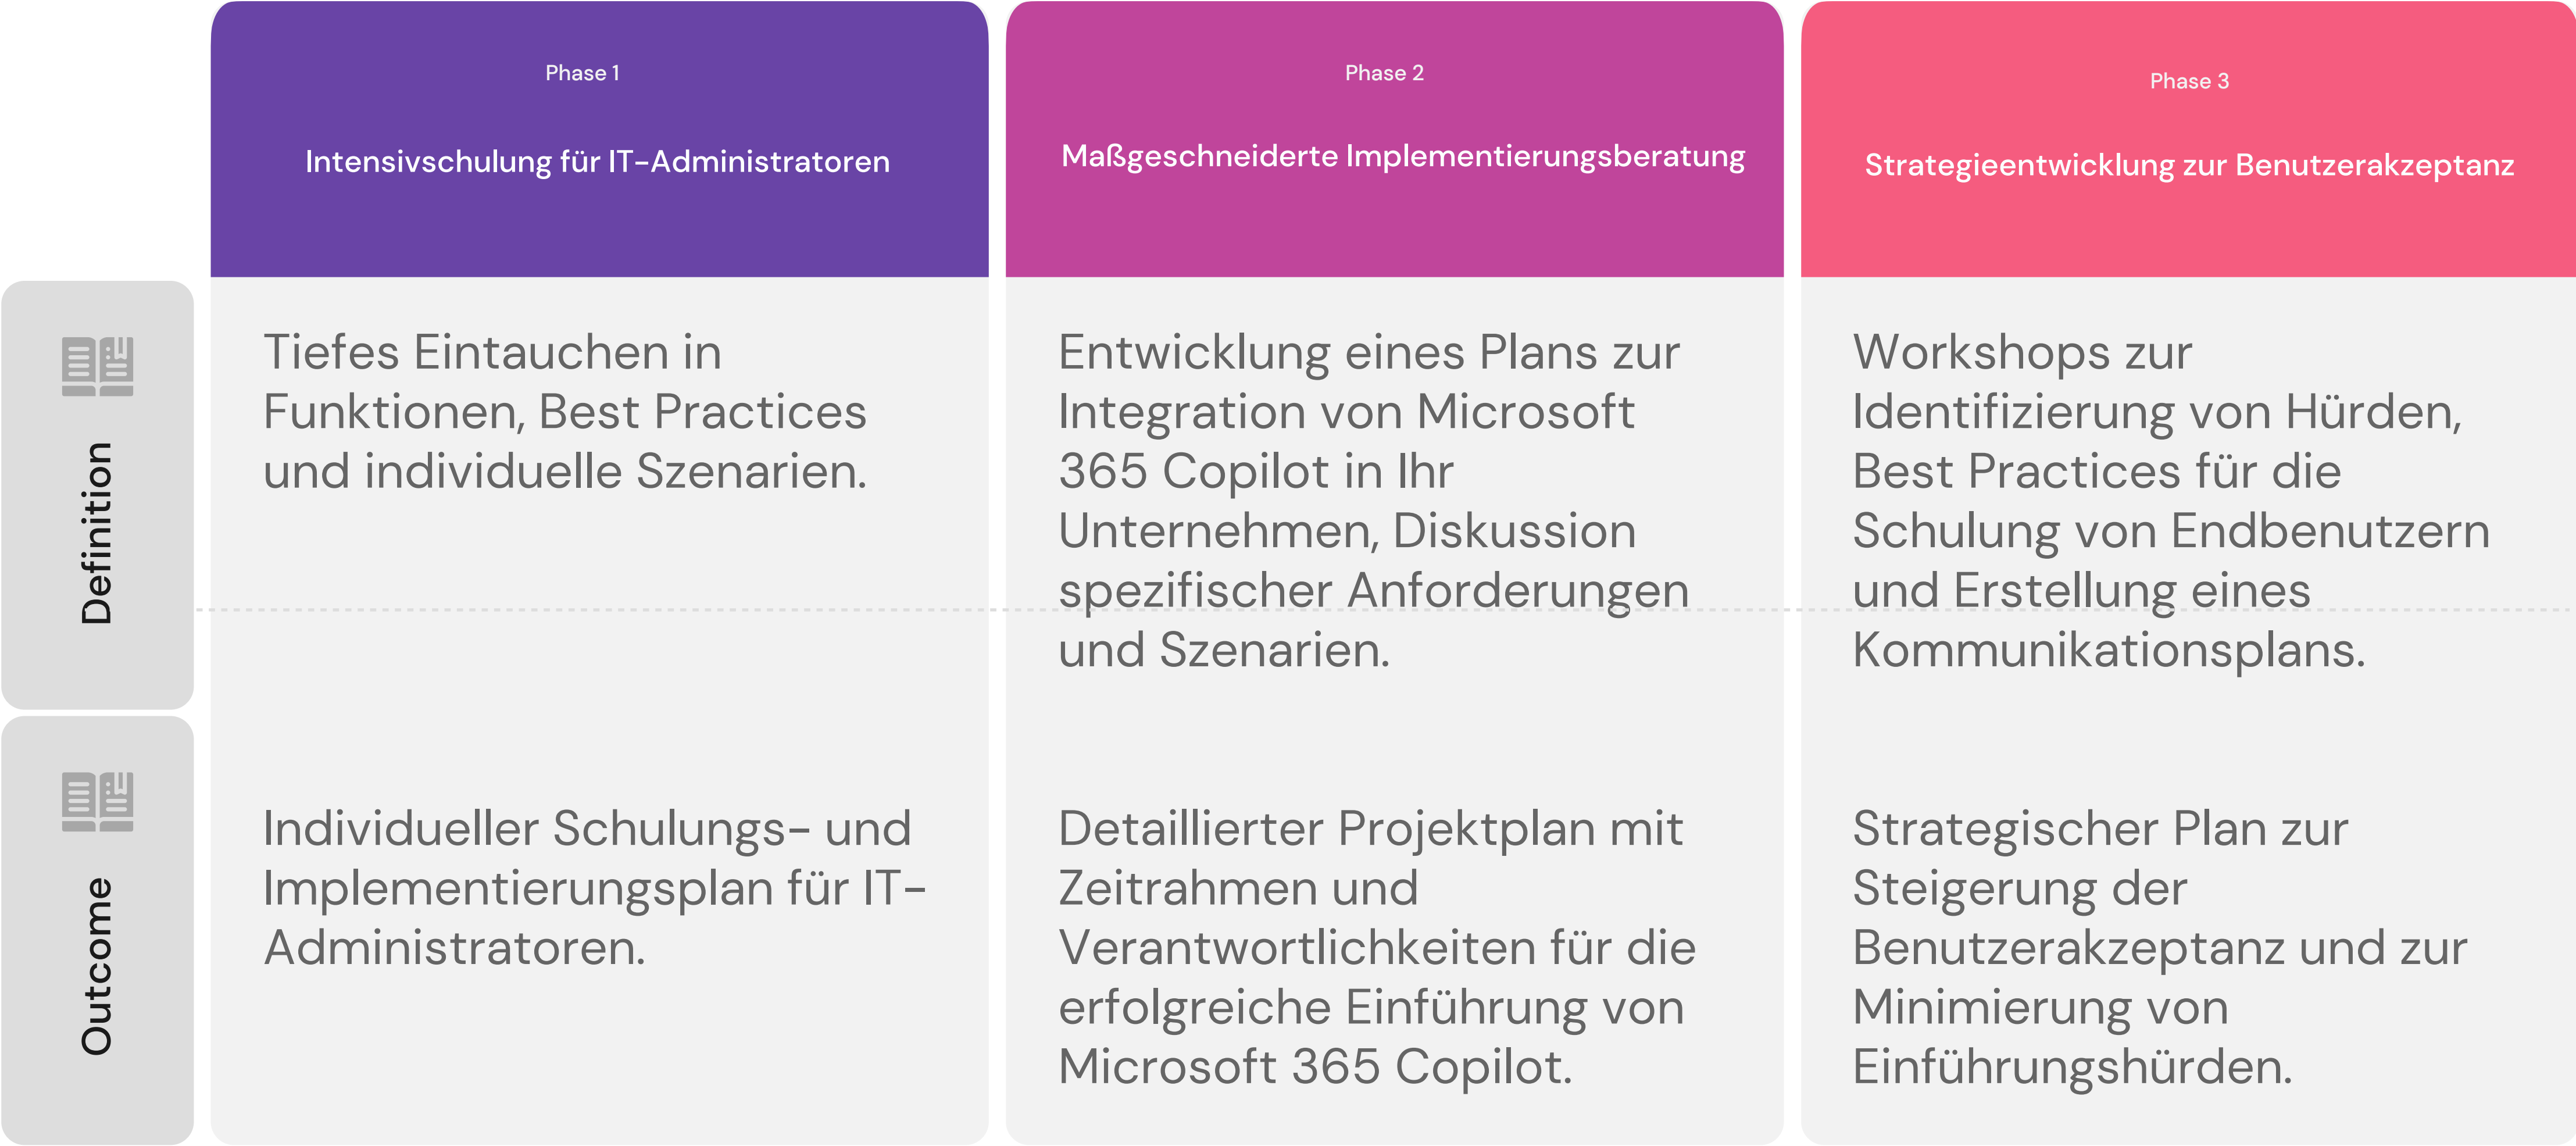 Phase 1
Intensivschulung für IT-Administratoren
Phase 2
Maßgeschneiderte Implementierungsberatung
Phase 3
Strategieentwicklung zur Benutzerakzeptanz
Definition
Tiefes Eintauchen in
Funktionen, Best Practices
und individuelle Szenarien.
Entwicklung eines Plans zur
Integration von Microsoft
365 Copilot in Ihr
Unternehmen, Diskussion
spezifischer Anforderungen
und Szenarien.
Workshops zur
Identifizierung von Hürden,
Best Practices für die
Schulung von Endbenutzern
und Erstellung eines
Kommunikationsplans.
Outcome
Individueller Schulungs- und
Implementierungsplan für IT-
Administratoren.
Detaillierter Projektplan mit
Zeitrahmen und
Verantwortlichkeiten für die
erfolgreiche Einführung von
Microsoft 365 Copilot.
Strategischer Plan zur
Steigerung der
Benutzerakzeptanz und zur
Minimierung von
Einführungshürden.